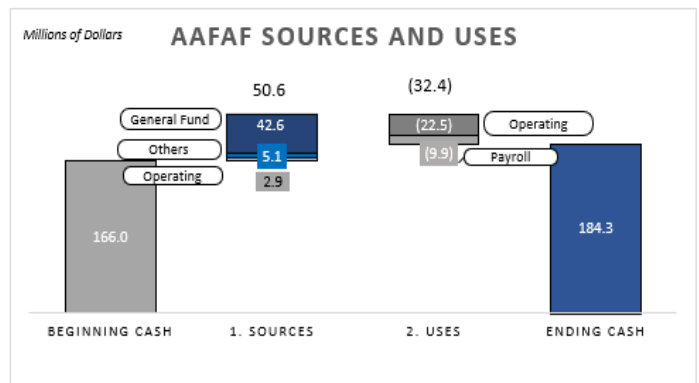 Millions of Dollars
AAFAF SOURCES AND USES
50.6
(32.4)
General Fund
42.6
(22.5)
Operating
Others
5.1
(9.9)
Payroll
Operating
2.9
166.0
184.3
BEGINNING CASH
1. SOURCES
2. USES
ENDING CASH